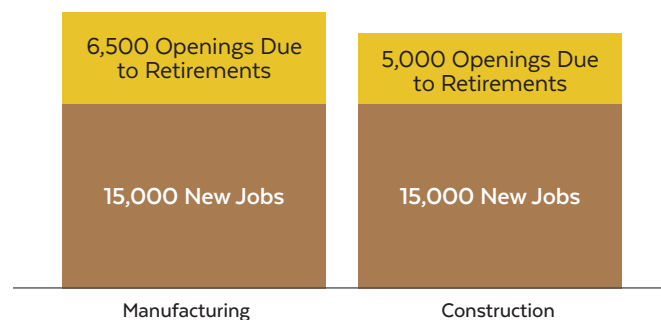 6,500 Openings Due
to Retirements
5,000 Openings Due
to Retirements
15,000 New Jobs
15,000 New Jobs
Manufacturing
Construction